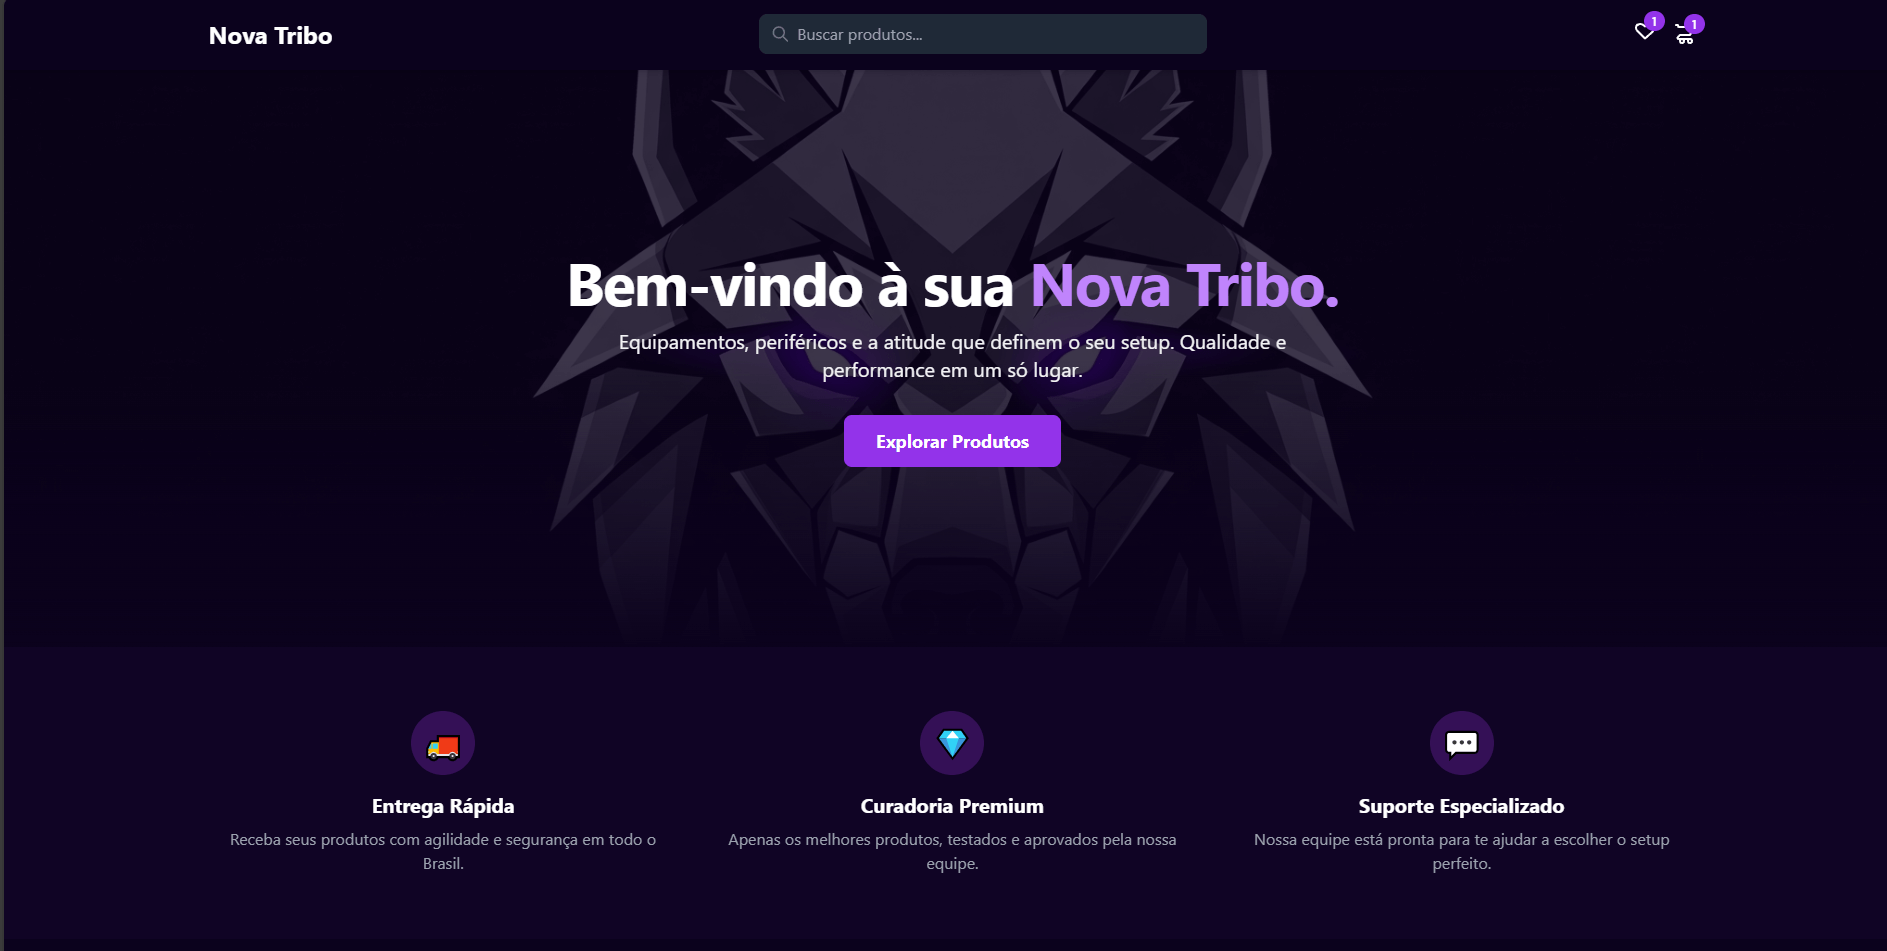 Nova Tribo
Buscar produtos...
1
1
Bem-vindo à sua Nova Tribo.
Equipamentos, periféricos e a atitude que definem o seu setup. Qualidade e
performance em um só lugar.
Explorar Produtos
Entrega Rápida
Receba seus produtos com agilidade e segurança em todo o
Brasil.
Curadoria Premium
Apenas os melhores produtos, testados e aprovados pela nossa
equipe.
Suporte Especializado
Nossa equipe está pronta para te ajudar a escolher o setup
perfeito.